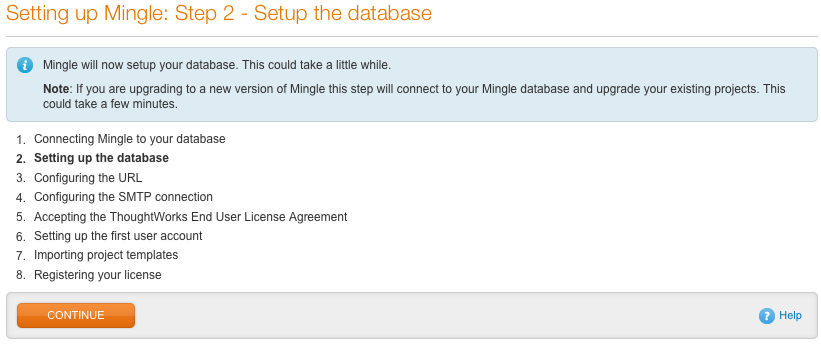 Setting up Mingle: Step 2 - Setup the database
Mingle will now setup your database. This could take a little while.
Note: If you are upgrading to a new version of Mingle this step will connect to your Mingle database and upgrade your existing projects. This
could take a few minutes.
1. Connecting Mingle to your database
2. Setting up the database
3. Configuring the URL
4. Configuring the SMTP connection
5. Accepting the ThoughtWorks End User License Agreement
6. Setting up the first user account
7. Importing project templates
8. Registering your license
CONTINUE
? Help